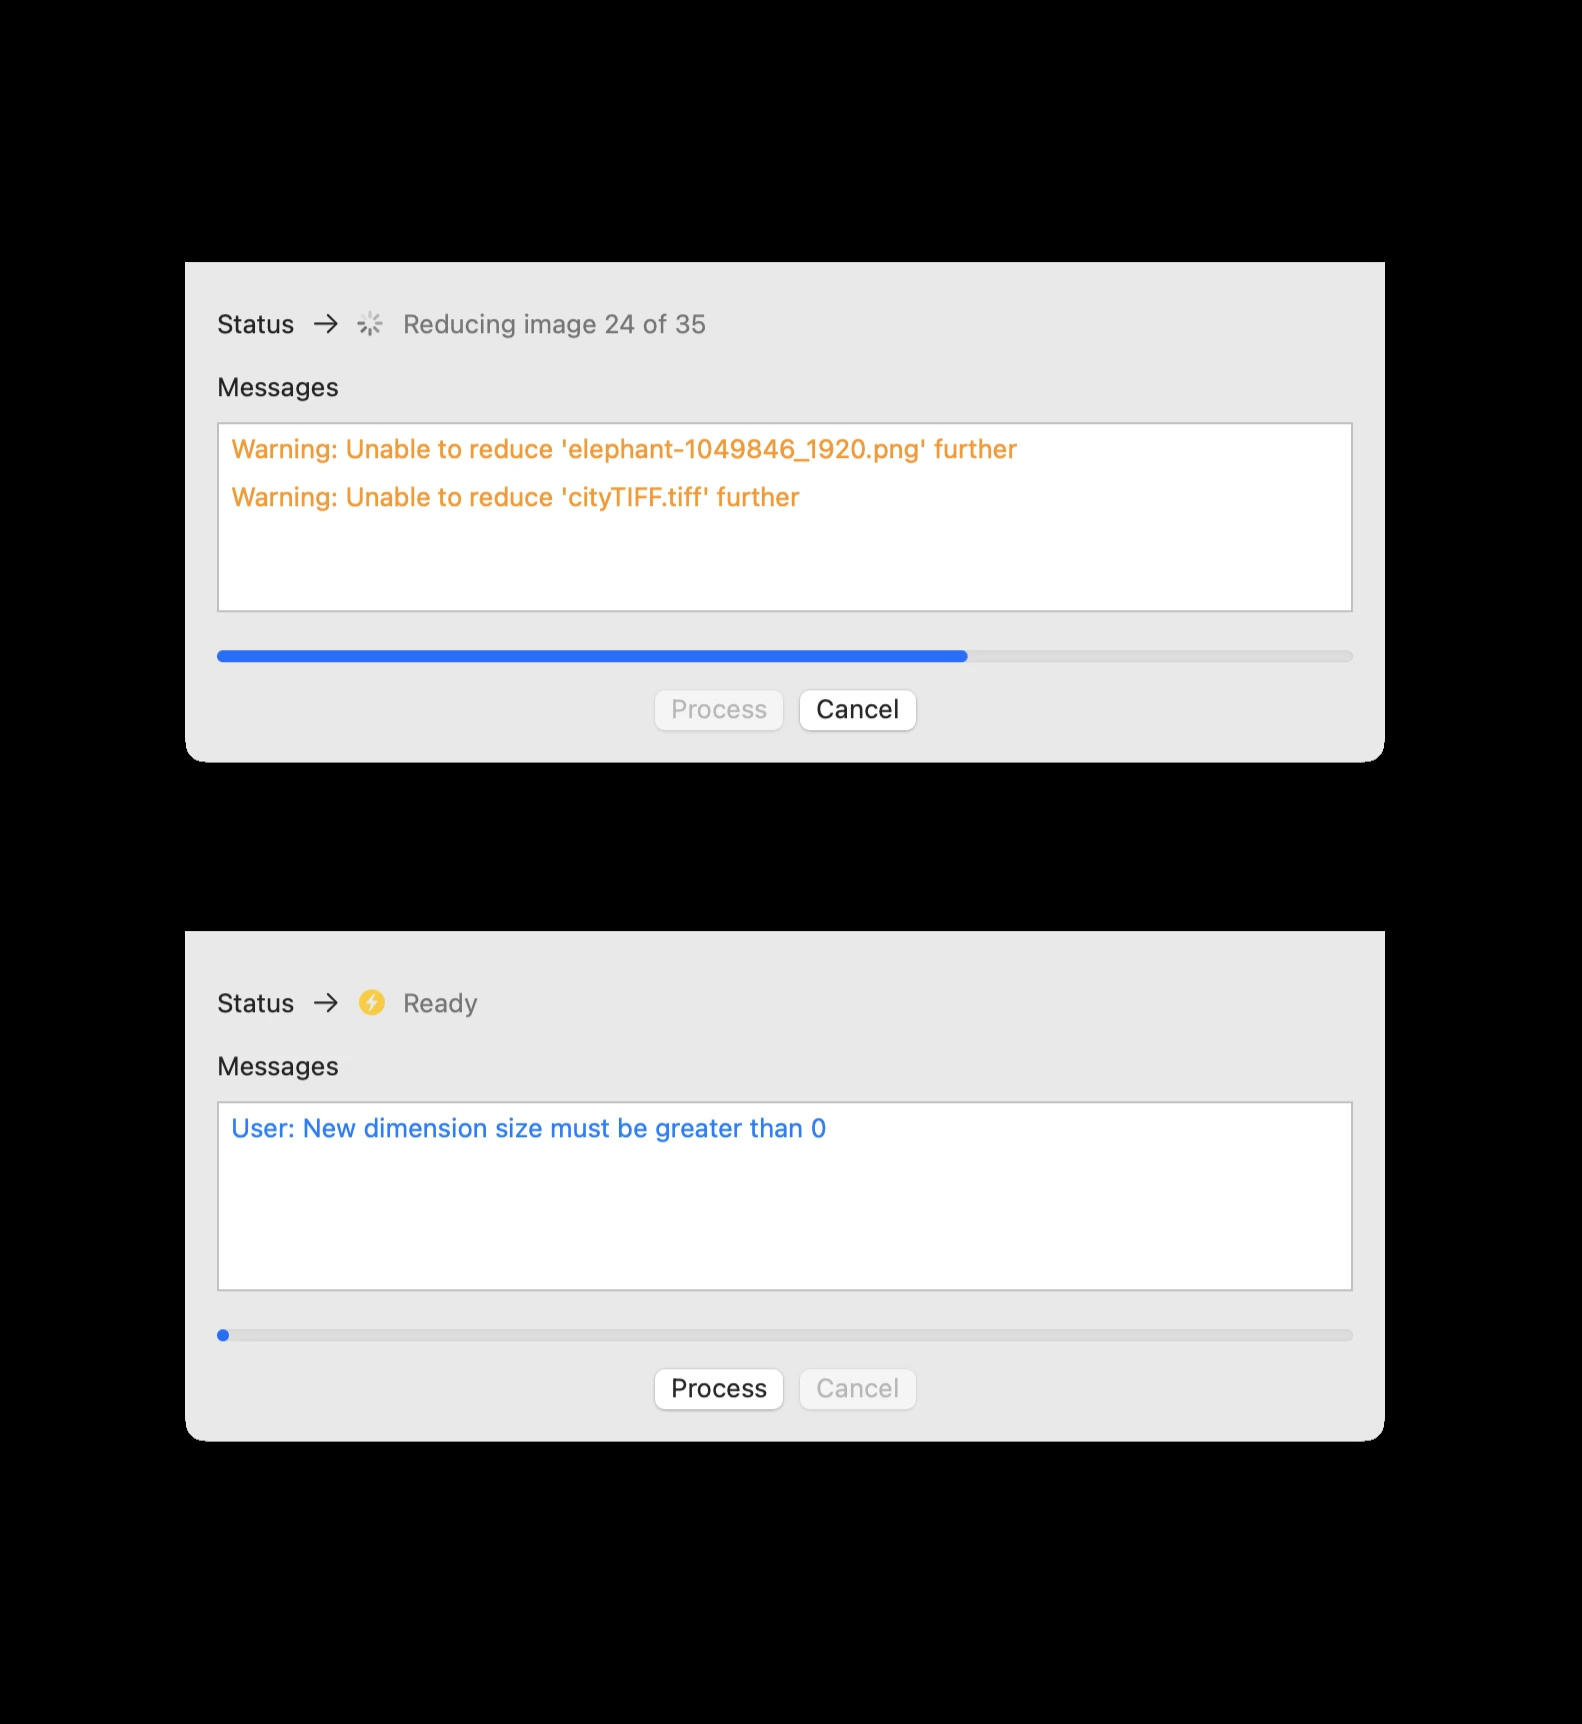 Status → Reducing image 24 of 35
Messages
Warning: Unable to reduce 'elephant-1049846_1920.png' further
Warning: Unable to reduce 'cityTIFF.tiff' further
Process Cancel
Status → Ready
Messages
User: New dimension size must be greater than 0
Process Cancel